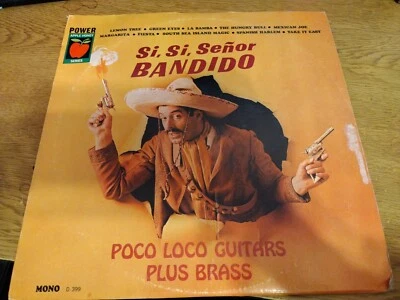 POWER
SERIES
LEMON TREE • GREEN EYES • LA BAMBA • THE HUNGRY BULL • MEXICAN JOE
MARGARITA • FIESTA • SOUTH SEA ISLAND MAGIC • SPANISH HARLEM • TAKE IT EASY
Si, Si, Señor
BANDIDO
POCO LOCO GUITARS
PLUS BRASS
MONO